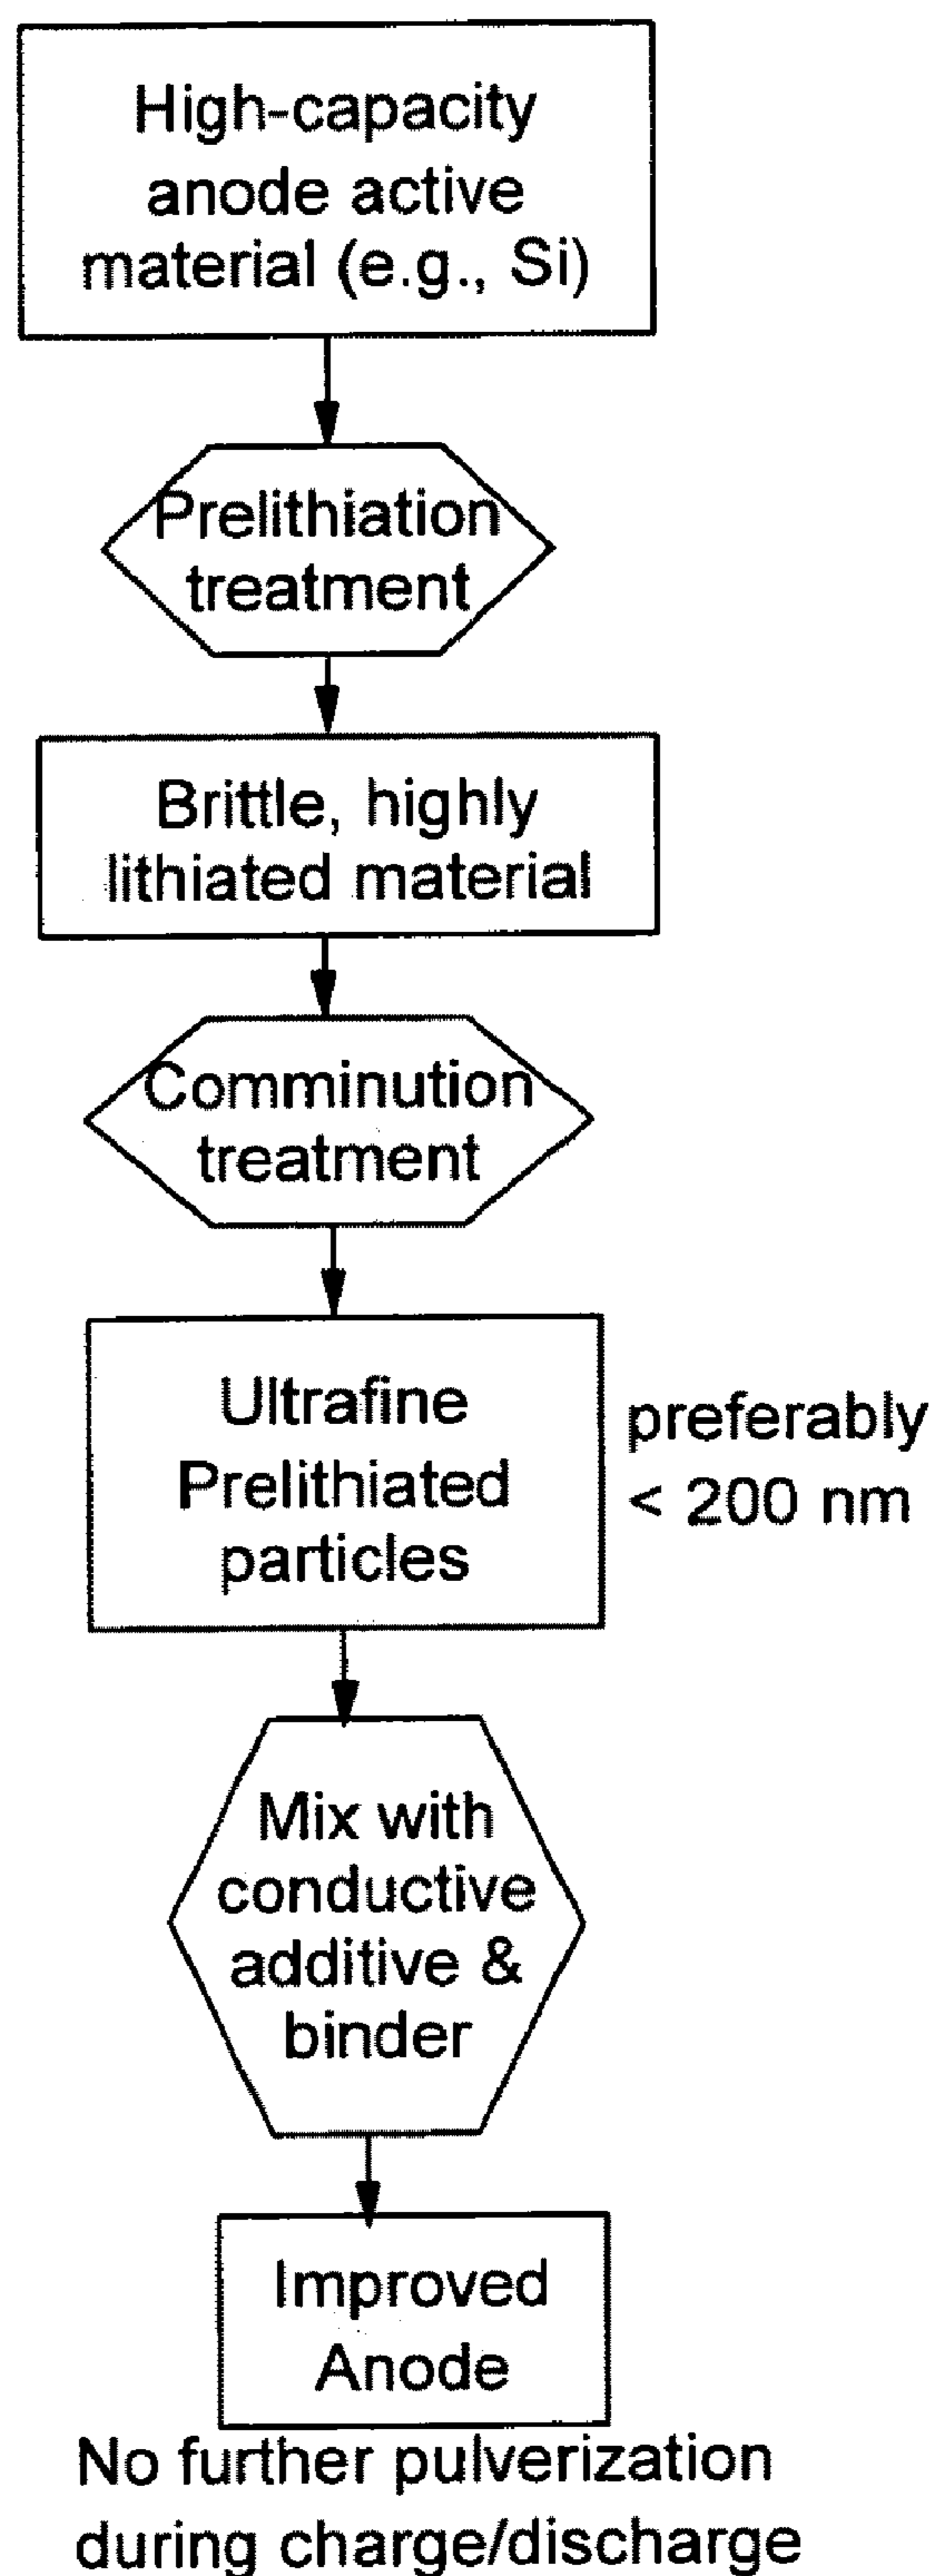 High-capacity
anode active
material (e.g., Si)
Prelithiation
treatment
Brittle, highly
lithiated material
Comminution
treatment
Ultrafine
Prelithiated
particles
preferably
< 200 nm
Mix with
conductive
additive &
binder
Improved
Anode
No further pulverization
during charge/discharge